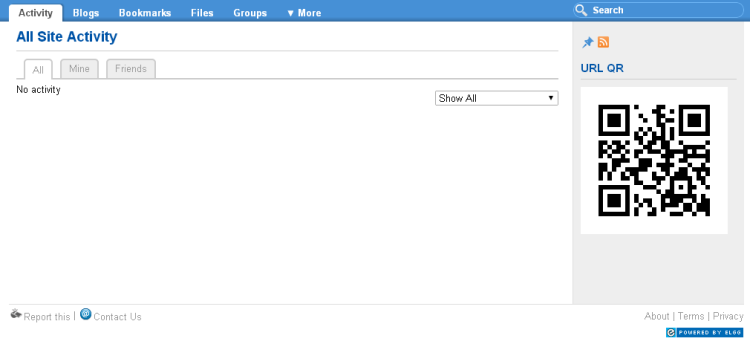 Activity Blogs Bookmarks Files Groups ▼ More Search
All Site Activity
All Mine Friends
No activity
Show All
URL QR
Report this | Contact Us
About | Terms | Privacy
POWERED BY ELGG